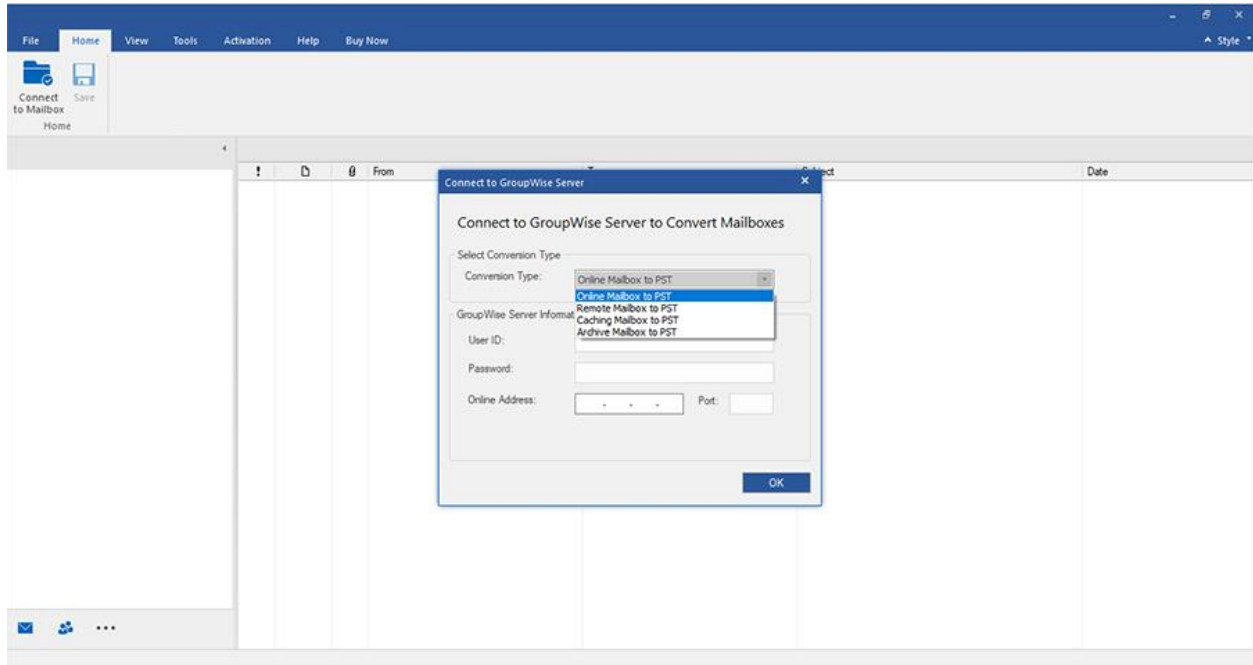 File Home View Tools Activation Help Buy Now Style
Connect to Mailbox
Save
Home
! From Date
Connect to GroupWise Server
Connect to GroupWise Server to Convert Mailboxes
Select Conversion Type
Conversion Type: Online Mailbox to PST
Online Mailbox to PST
Remote Mailbox to PST
Caching Mailbox to PST
Archive Mailbox to PST
GroupWise Server Informat
User ID:
Password:
Online Address: . . . Port:
OK